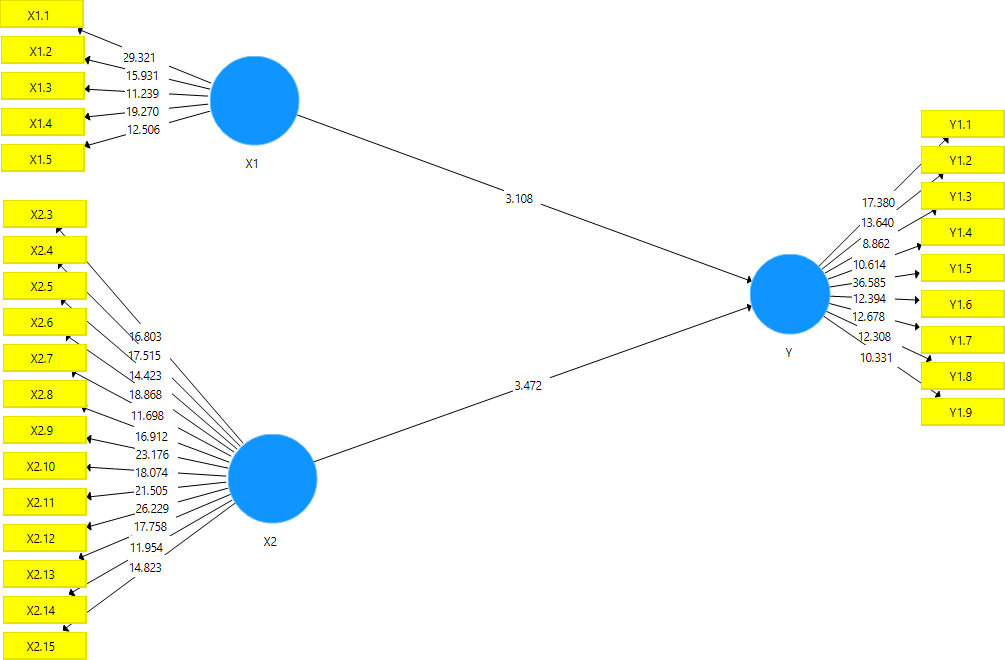 X1.1
X1.2
X1.3
X1.4
X1.5
29.321
15.931
11.239
19.270
12.506
X1
X2.3
X2.4
X2.5
X2.6
X2.7
X2.8
X2.9
X2.10
X2.11
X2.12
X2.13
X2.14
X2.15
16.803
17.515
14.423
18.868
11.698
16.912
23.176
18.074
21.505
26.229
17.758
11.954
14.823
X2
3.108
3.472
Y
17.380
13.640
8.862
10.614
36.585
12.394
12.678
12.308
10.331
Y1.1
Y1.2
Y1.3
Y1.4
Y1.5
Y1.6
Y1.7
Y1.8
Y1.9